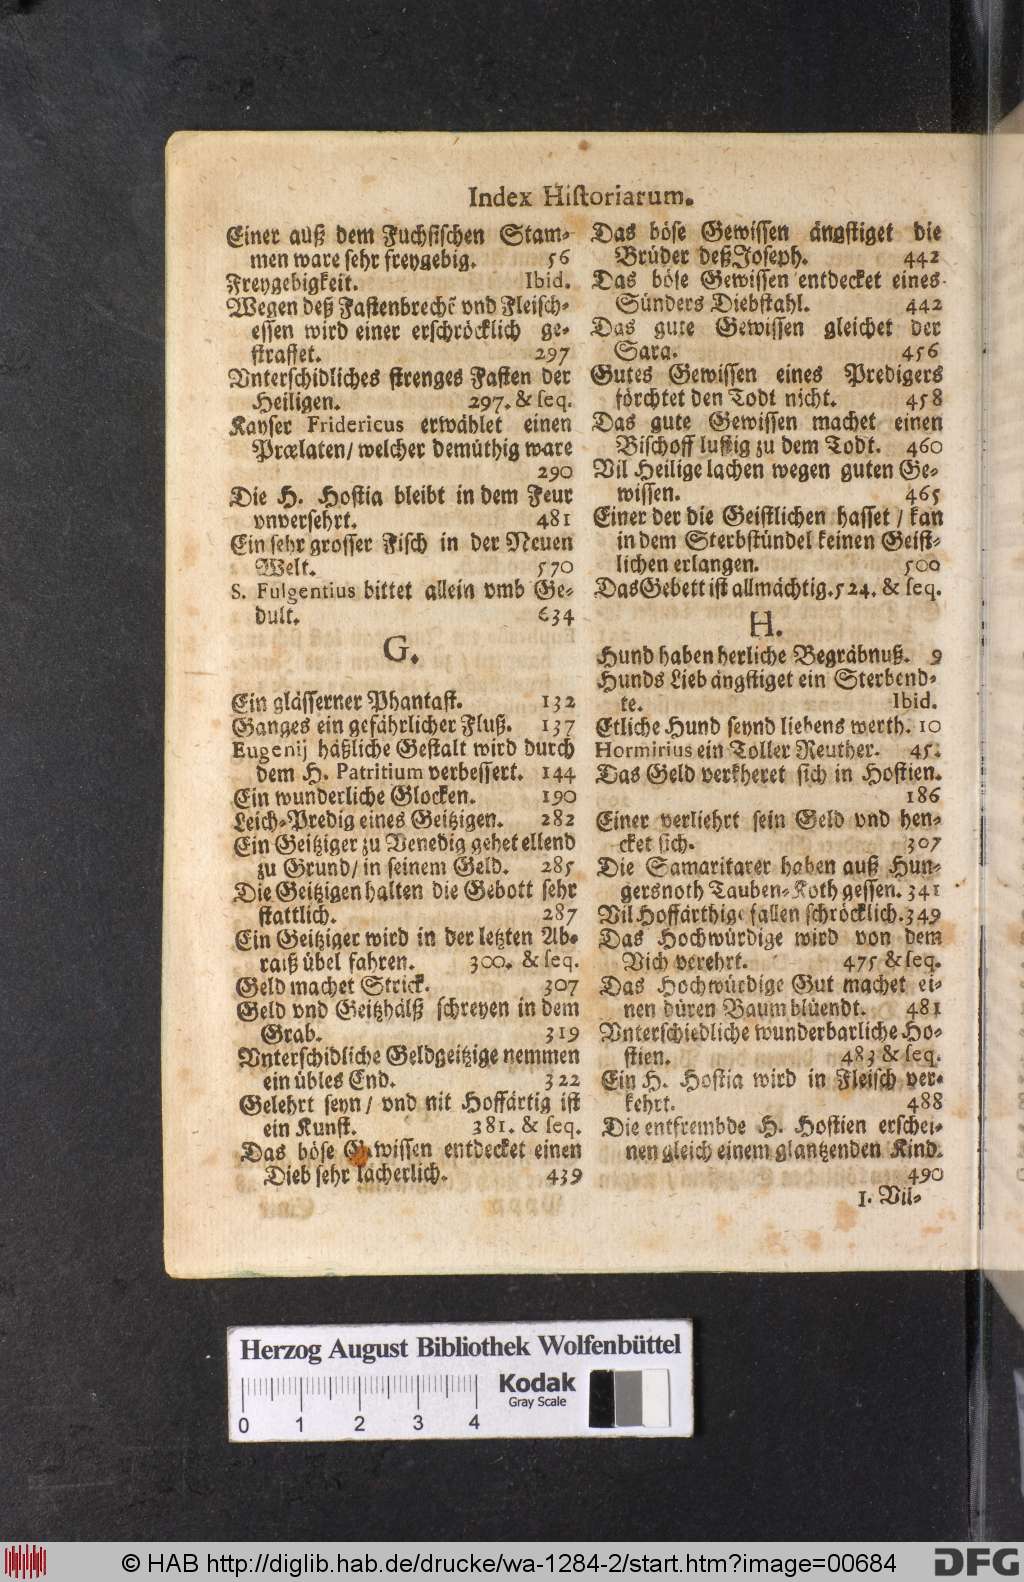 Index Historiarum.
Einer auß dem Fuchsischen Stam-
men ware sehr freygebig. 56
Freygebigkeit. Ibid.
Wegen deß Fastenbrechẽ vnd Fleisch-
essen wird einer erschröcklich ge-
straffet. 297
Vnterschidliches strenges Fasten der
Heiligen. 297. & seq.
Kayser Fridericus erwählet einen
Prælaten/ welcher demüthig ware
290
Die H. Hostia bleibt in dem Feur
vnversehrt. 481
Ein sehr grosser Fisch in der Neuen
Welt. 570
S. Fulgentius bittet allein vmb Ge-
dult. 634
G.
Ein glässerner Phantast. 132
Ganges ein gefährlicher Fluß. 137
Eugenij häßliche Gestalt wird durch
dem H. Patritium verbessert. 144
Ein wunderliche Glocken. 190
Leich-Predig eines Geitzigen. 282
Ein Geitziger zu Venedig gehet ellend
zu Grund/ in seinem Geld. 285
Die Geitzigen halten die Gebott sehr
stattlich. 287
Ein Geitziger wird in der letzten Ab-
raiß übel fahren. 300. & seq.
Geld machet Strick. 307
Geld vnd Geitzhälß schreyen in dem
Grab. 319
Vnterschidliche Geldgeitzige nemmen
ein übles End. 322
Gelehrt seyn/ vnd nit Hoffärtig ist
ein Kunst. 381. & seq.
Das böse Gewissen entdecket einen
Dieb sehr lächerlich. 439
Das böse Gewissen ängstiget die
Brüder deß Joseph. 442
Das böse Gewissen entdecket eines
Sünders Diebstahl. 442
Das gute Gewissen gleichet der
Sara. 456
Gutes Gewissen eines Predigers
förchtet den Todt nicht. 458
Das gute Gewissen machet einen
Bischoff lustig zu dem Todt. 460
Vil Heilige lachen wegen guten Ge-
wissen. 465
Einer der die Geistlichen hasset / kan
in dem Sterbstündel keinen Geist-
lichen erlangen. 500
Das Gebett ist allmächtig. 524. & seq.
H.
Hund haben herliche Begräbnuß. 9
Hunds Lieb ängstiget ein Sterbend-
te. Ibid.
Etliche Hund seynd liebens werth. 10
Hormirius ein Toller Reuther. 45.
Das Geld verkheret sich in Hostien.
186
Einer verliehrt sein Geld vnd hen-
cket sich. 307
Die Samaritaner haben auß Hun-
gersnoth Tauben-Koth gessen. 341
Vil Hoffärthige fallen schröcklich. 349
Das Hochwürdige wird von dem
Vich verehrt. 475 & seq.
Das Hochwürdige Gut machet ei-
nen düren Baum blüendt. 481
Vnterschiedliche wunderbarliche Ho-
stien. 483 & seq.
Ein H. Hostia wird in Fleisch ver-
kehrt. 488
Die entfrembde H. Hostien erschei-
nen gleich einem glantzenden Kind.
490
I. Vil-
Herzog August Bibliothek Wolfenbüttel
Kodak
Gray Scale
0 1 2 3 4
© HAB http://diglib.hab.de/drucke/wa-1284-2/start.htm?image=00684
DFG